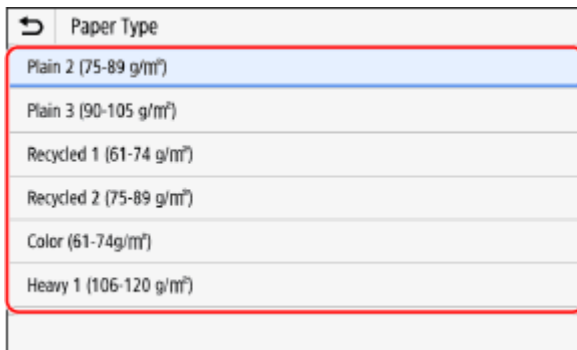 Paper Type
Plain 2 (75-89 g/m²)
Plain 3 (90-105 g/m²)
Recycled 1 (61-74 g/m²)
Recycled 2 (75-89 g/m²)
Color (61-74g/m²)
Heavy 1 (106-120 g/m²)